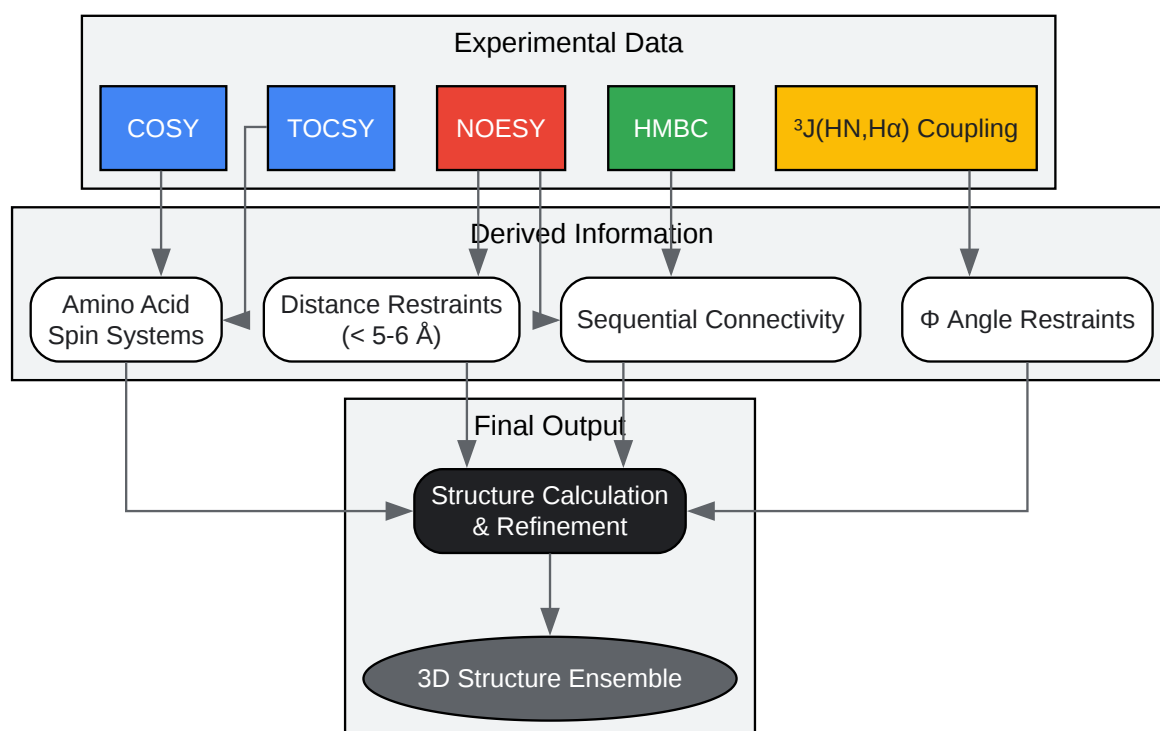 Experimental Data
COSY
TOCSY
NOESY
HMBC
³J(HN,Hα) Coupling
Derived Information
Amino Acid
Spin Systems
Distance Restraints
(< 5-6 Å)
Sequential Connectivity
Φ Angle Restraints
Final Output
Structure Calculation
& Refinement
3D Structure Ensemble